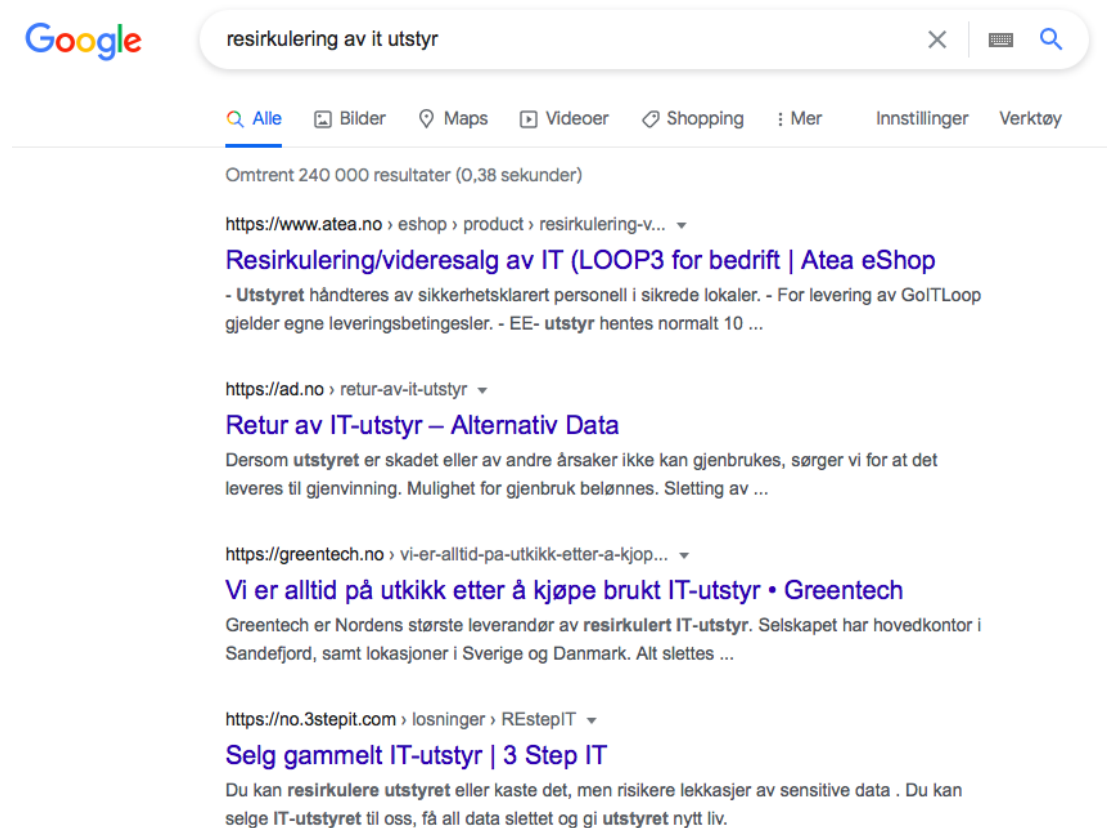 Google
resirkulering av it utstyr
Alle Bilder Maps Videoer Shopping Mer Innstillinger Verktøy
Omtrent 240 000 resultater (0,38 sekunder)
https://www.atea.no › eshop › product › resirkulering-v...
Resirkulering/videresalg av IT (LOOP3 for bedrift | Atea eShop
- Utstyret håndteres av sikkerhetsklarert personell i sikrede lokaler. - For levering av GoITLoop
gjelder egne leveringsbetingesler. - EE- utstyr hentes normalt 10 ...
https://ad.no › retur-av-it-utstyr
Retur av IT-utstyr – Alternativ Data
Dersom utstyret er skadet eller av andre årsaker ikke kan gjenbrukes, sørger vi for at det
leveres til gjenvinning. Mulighet for gjenbruk belønnes. Sletting av ...
https://greentech.no › vi-er-alltid-pa-utkikk-etter-a-kjop...
Vi er alltid på utkikk etter å kjøpe brukt IT-utstyr • Greentech
Greentech er Nordens største leverandør av resirkulert IT-utstyr. Selskapet har hovedkontor i
Sandefjord, samt lokasjoner i Sverige og Danmark. Alt slettes ...
https://no.3stepit.com › losninger › REstepIT
Selg gammelt IT-utstyr | 3 Step IT
Du kan resirkulere utstyret eller kaste det, men risikere lekkasjer av sensitive data . Du kan
selge IT-utstyret til oss, få all data slettet og gi utstyret nytt liv.